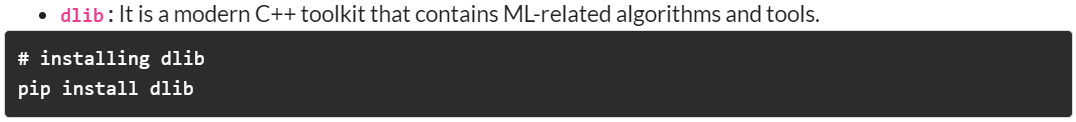 • dlib : It is a modern C++ toolkit that contains ML-related algorithms and tools.
# installing dlib
pip install dlib